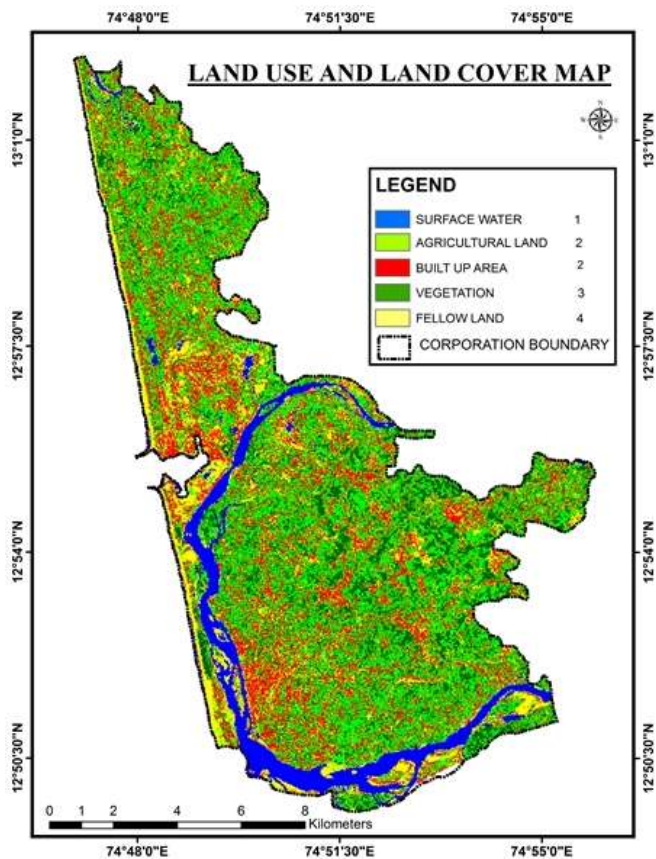 74°48'0"E 74°51'30"E 74°55'0"E
LAND USE AND LAND COVER MAP
N
W E
S
13°1'0"N 13°1'0"N
LEGEND
SURFACE WATER 1
AGRICULTURAL LAND 2
BUILT UP AREA 2
VEGETATION 3
FELLOW LAND 4
CORPORATION BOUNDARY
12°57'30"N 12°57'30"N
12°54'0"N 12°54'0"N
12°50'30"N 12°50'30"N
0 1 2 4 6 8
Kilometers
74°48'0"E 74°51'30"E 74°55'0"E